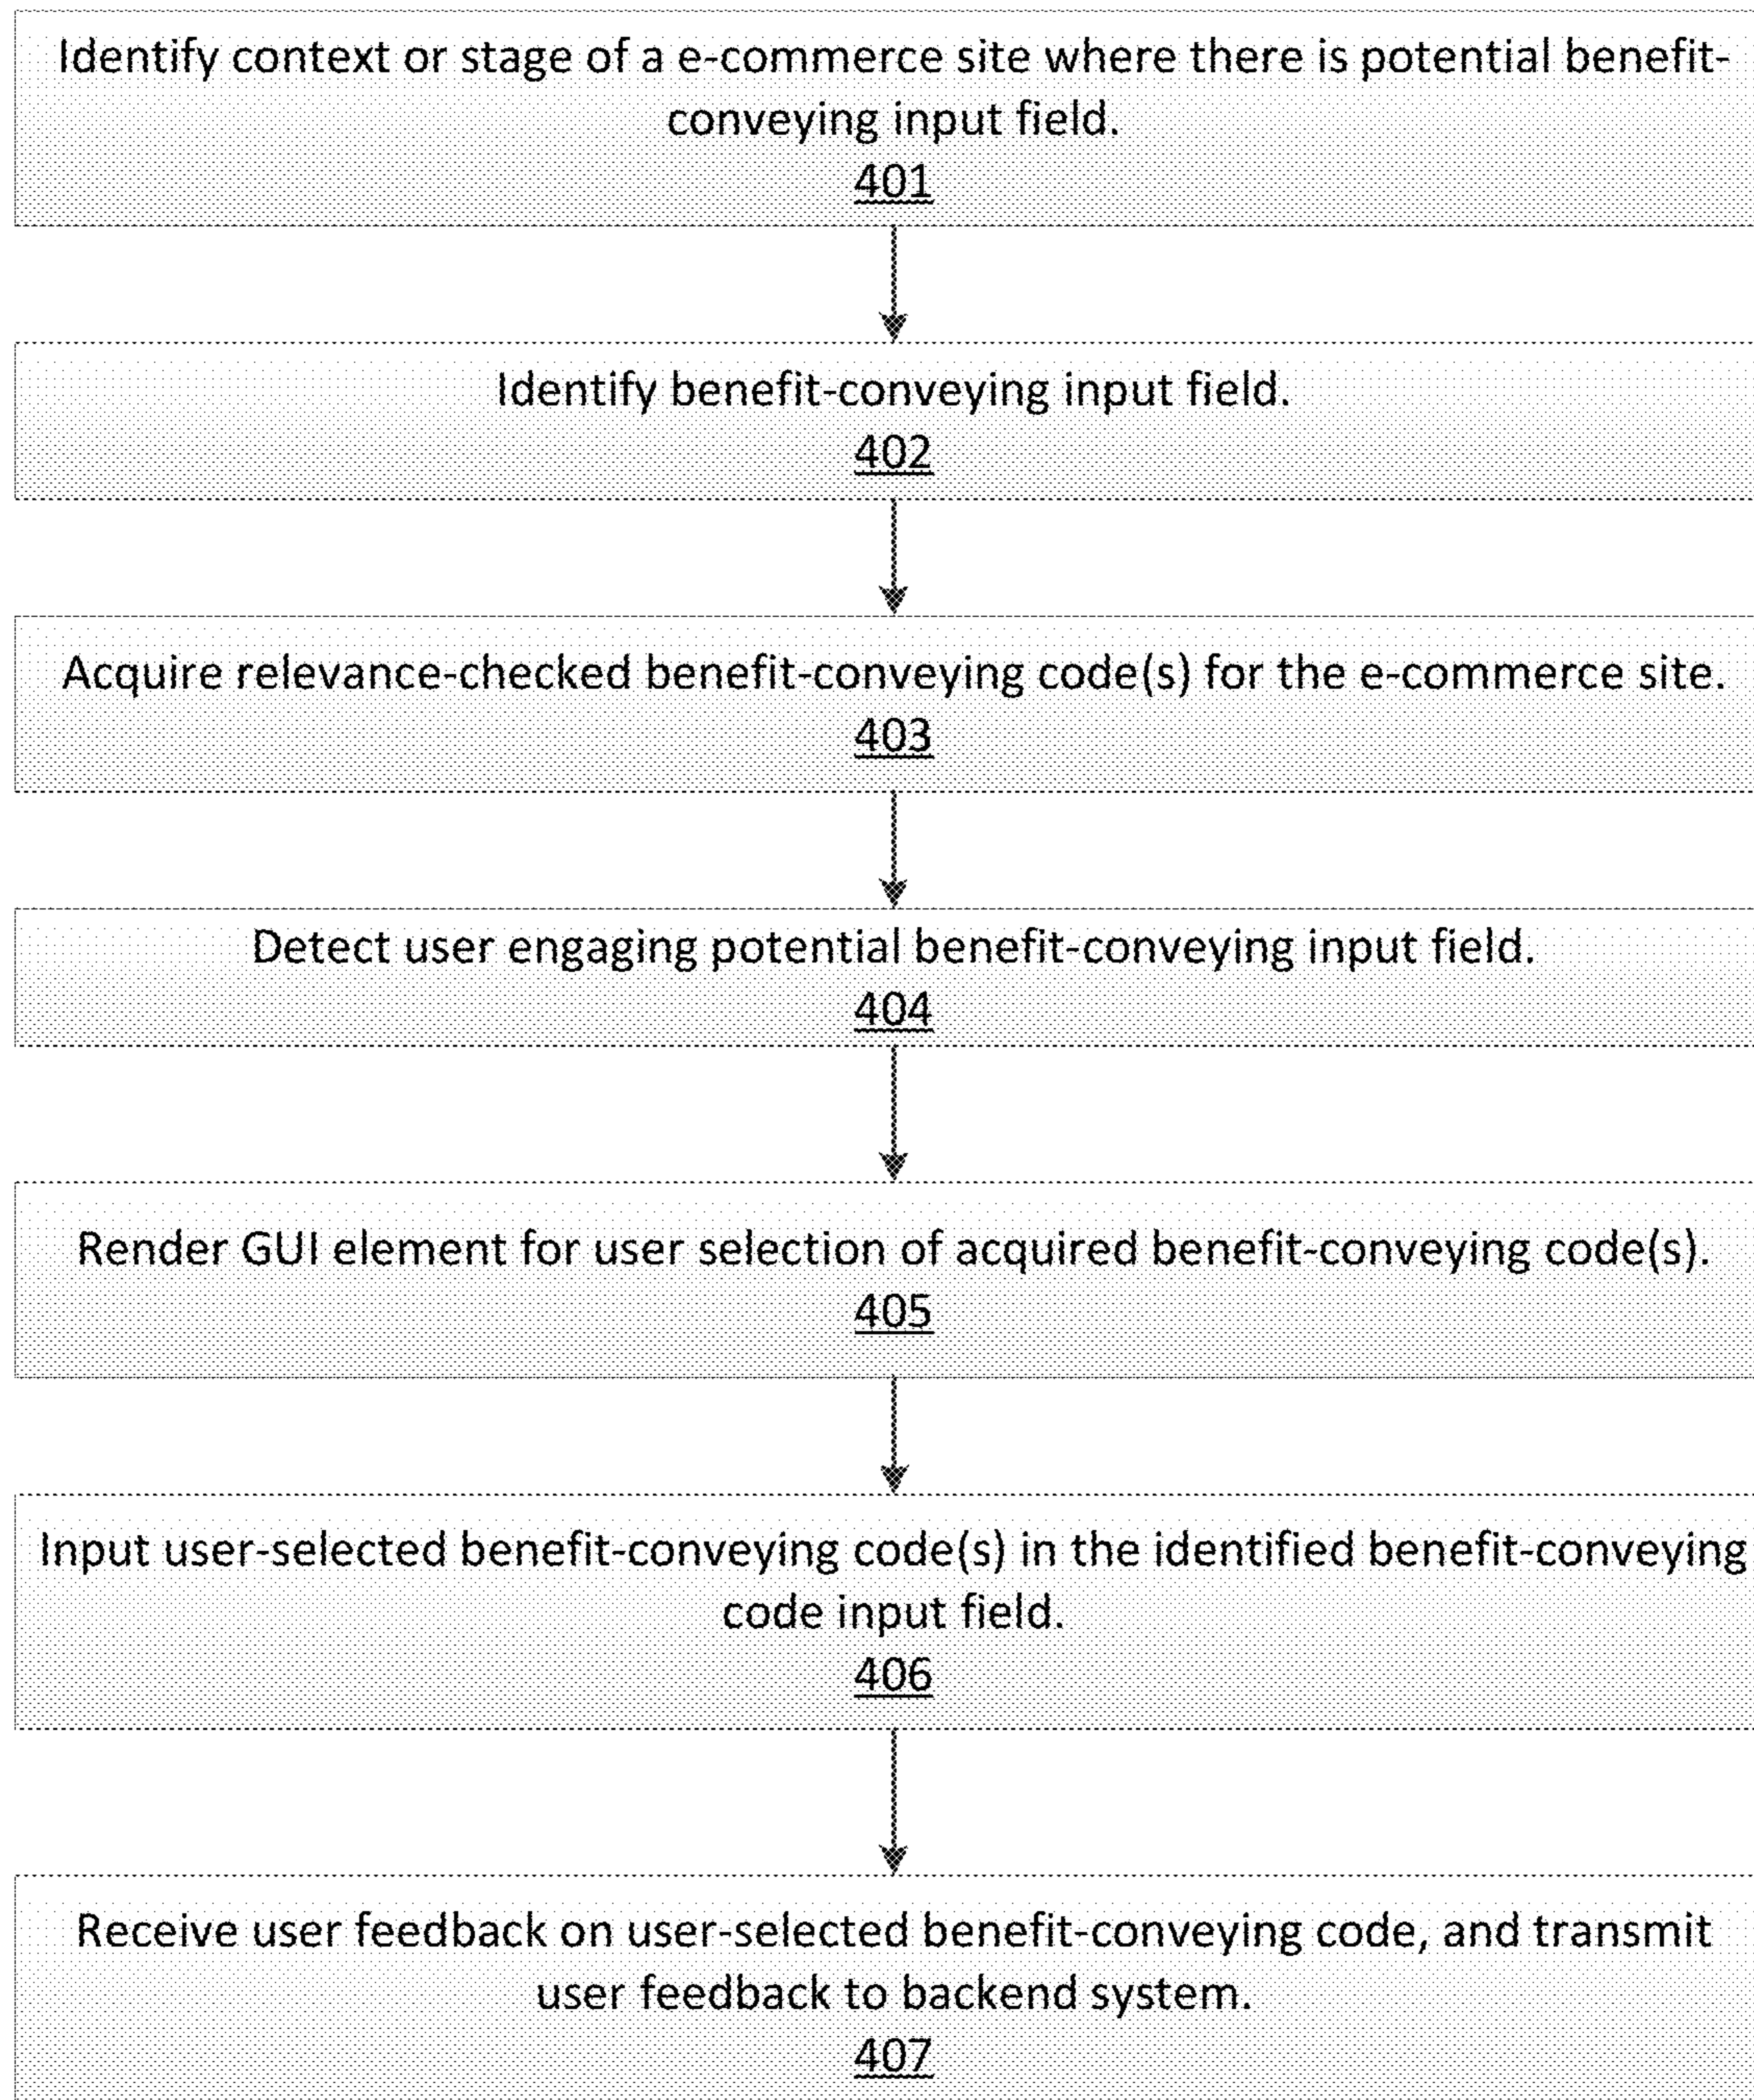 Identify context or stage of a e-commerce site where there is potential benefit-
conveying input field.
401
Identify benefit-conveying input field.
402
Acquire relevance-checked benefit-conveying code(s) for the e-commerce site.
403
Detect user engaging potential benefit-conveying input field.
404
Render GUI element for user selection of acquired benefit-conveying code(s).
405
Input user-selected benefit-conveying code(s) in the identified benefit-conveying
code input field.
406
Receive user feedback on user-selected benefit-conveying code, and transmit
user feedback to backend system.
407